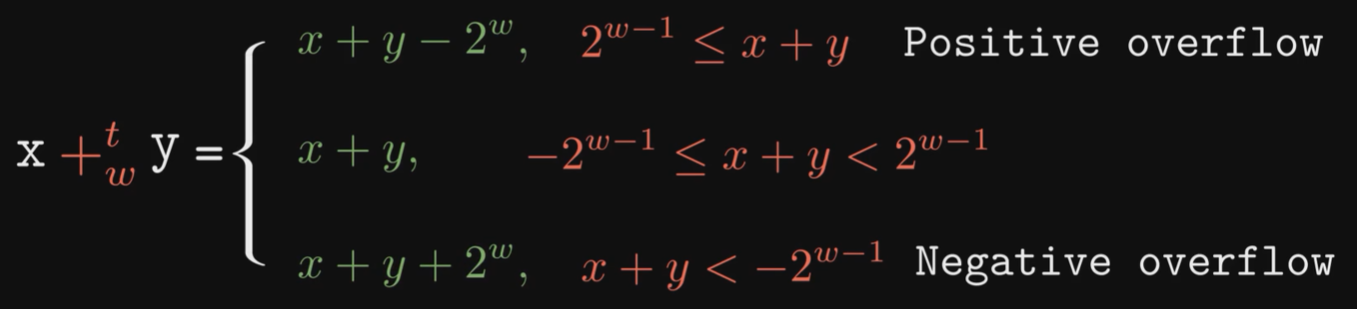 x + y − 2^w, 2^{w−1} ≤ x + y Positive overflow
x +^t_w y = { x + y, −2^{w−1} ≤ x + y < 2^{w−1}
x + y + 2^w, x + y < −2^{w−1} Negative overflow